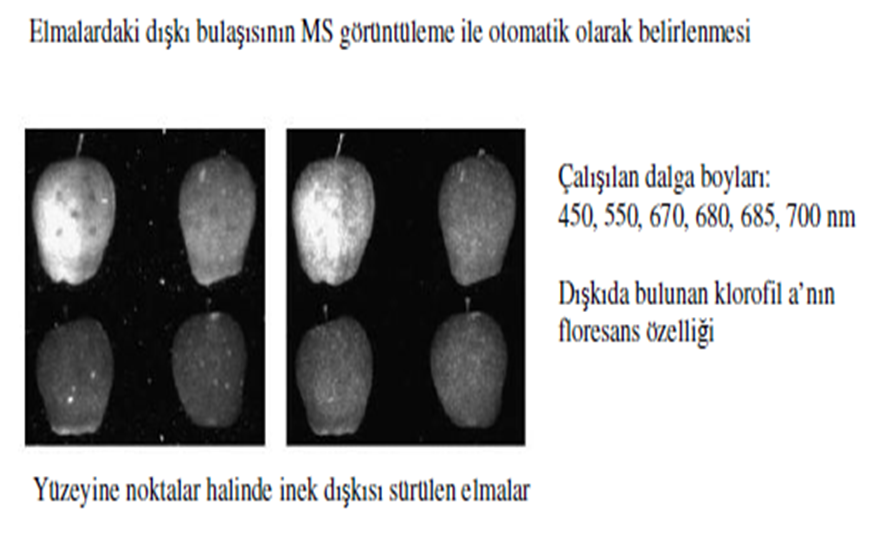 Elmalardaki dışkı bulaşısının MS görüntüleme ile otomatik olarak belirlenmesi
Çalışılan dalga boyları:
450, 550, 670, 680, 685, 700 nm
Dışkıda bulunan klorofil a'nın
floresans özelliği
Yüzeyine noktalar halinde inek dışkısı sürülen elmalar